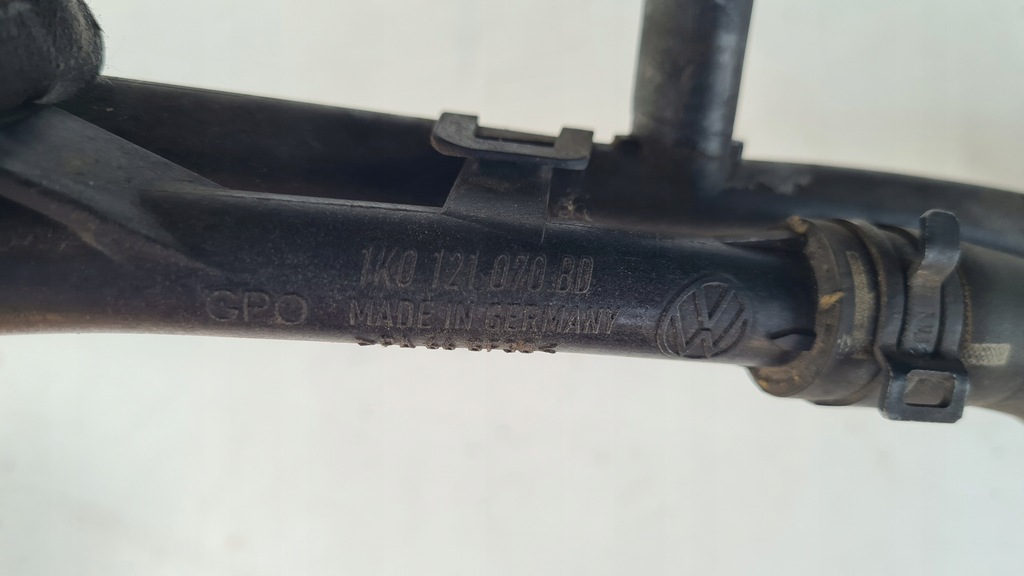 1K0 121 070 BD
GPO
MADE IN GERMANY